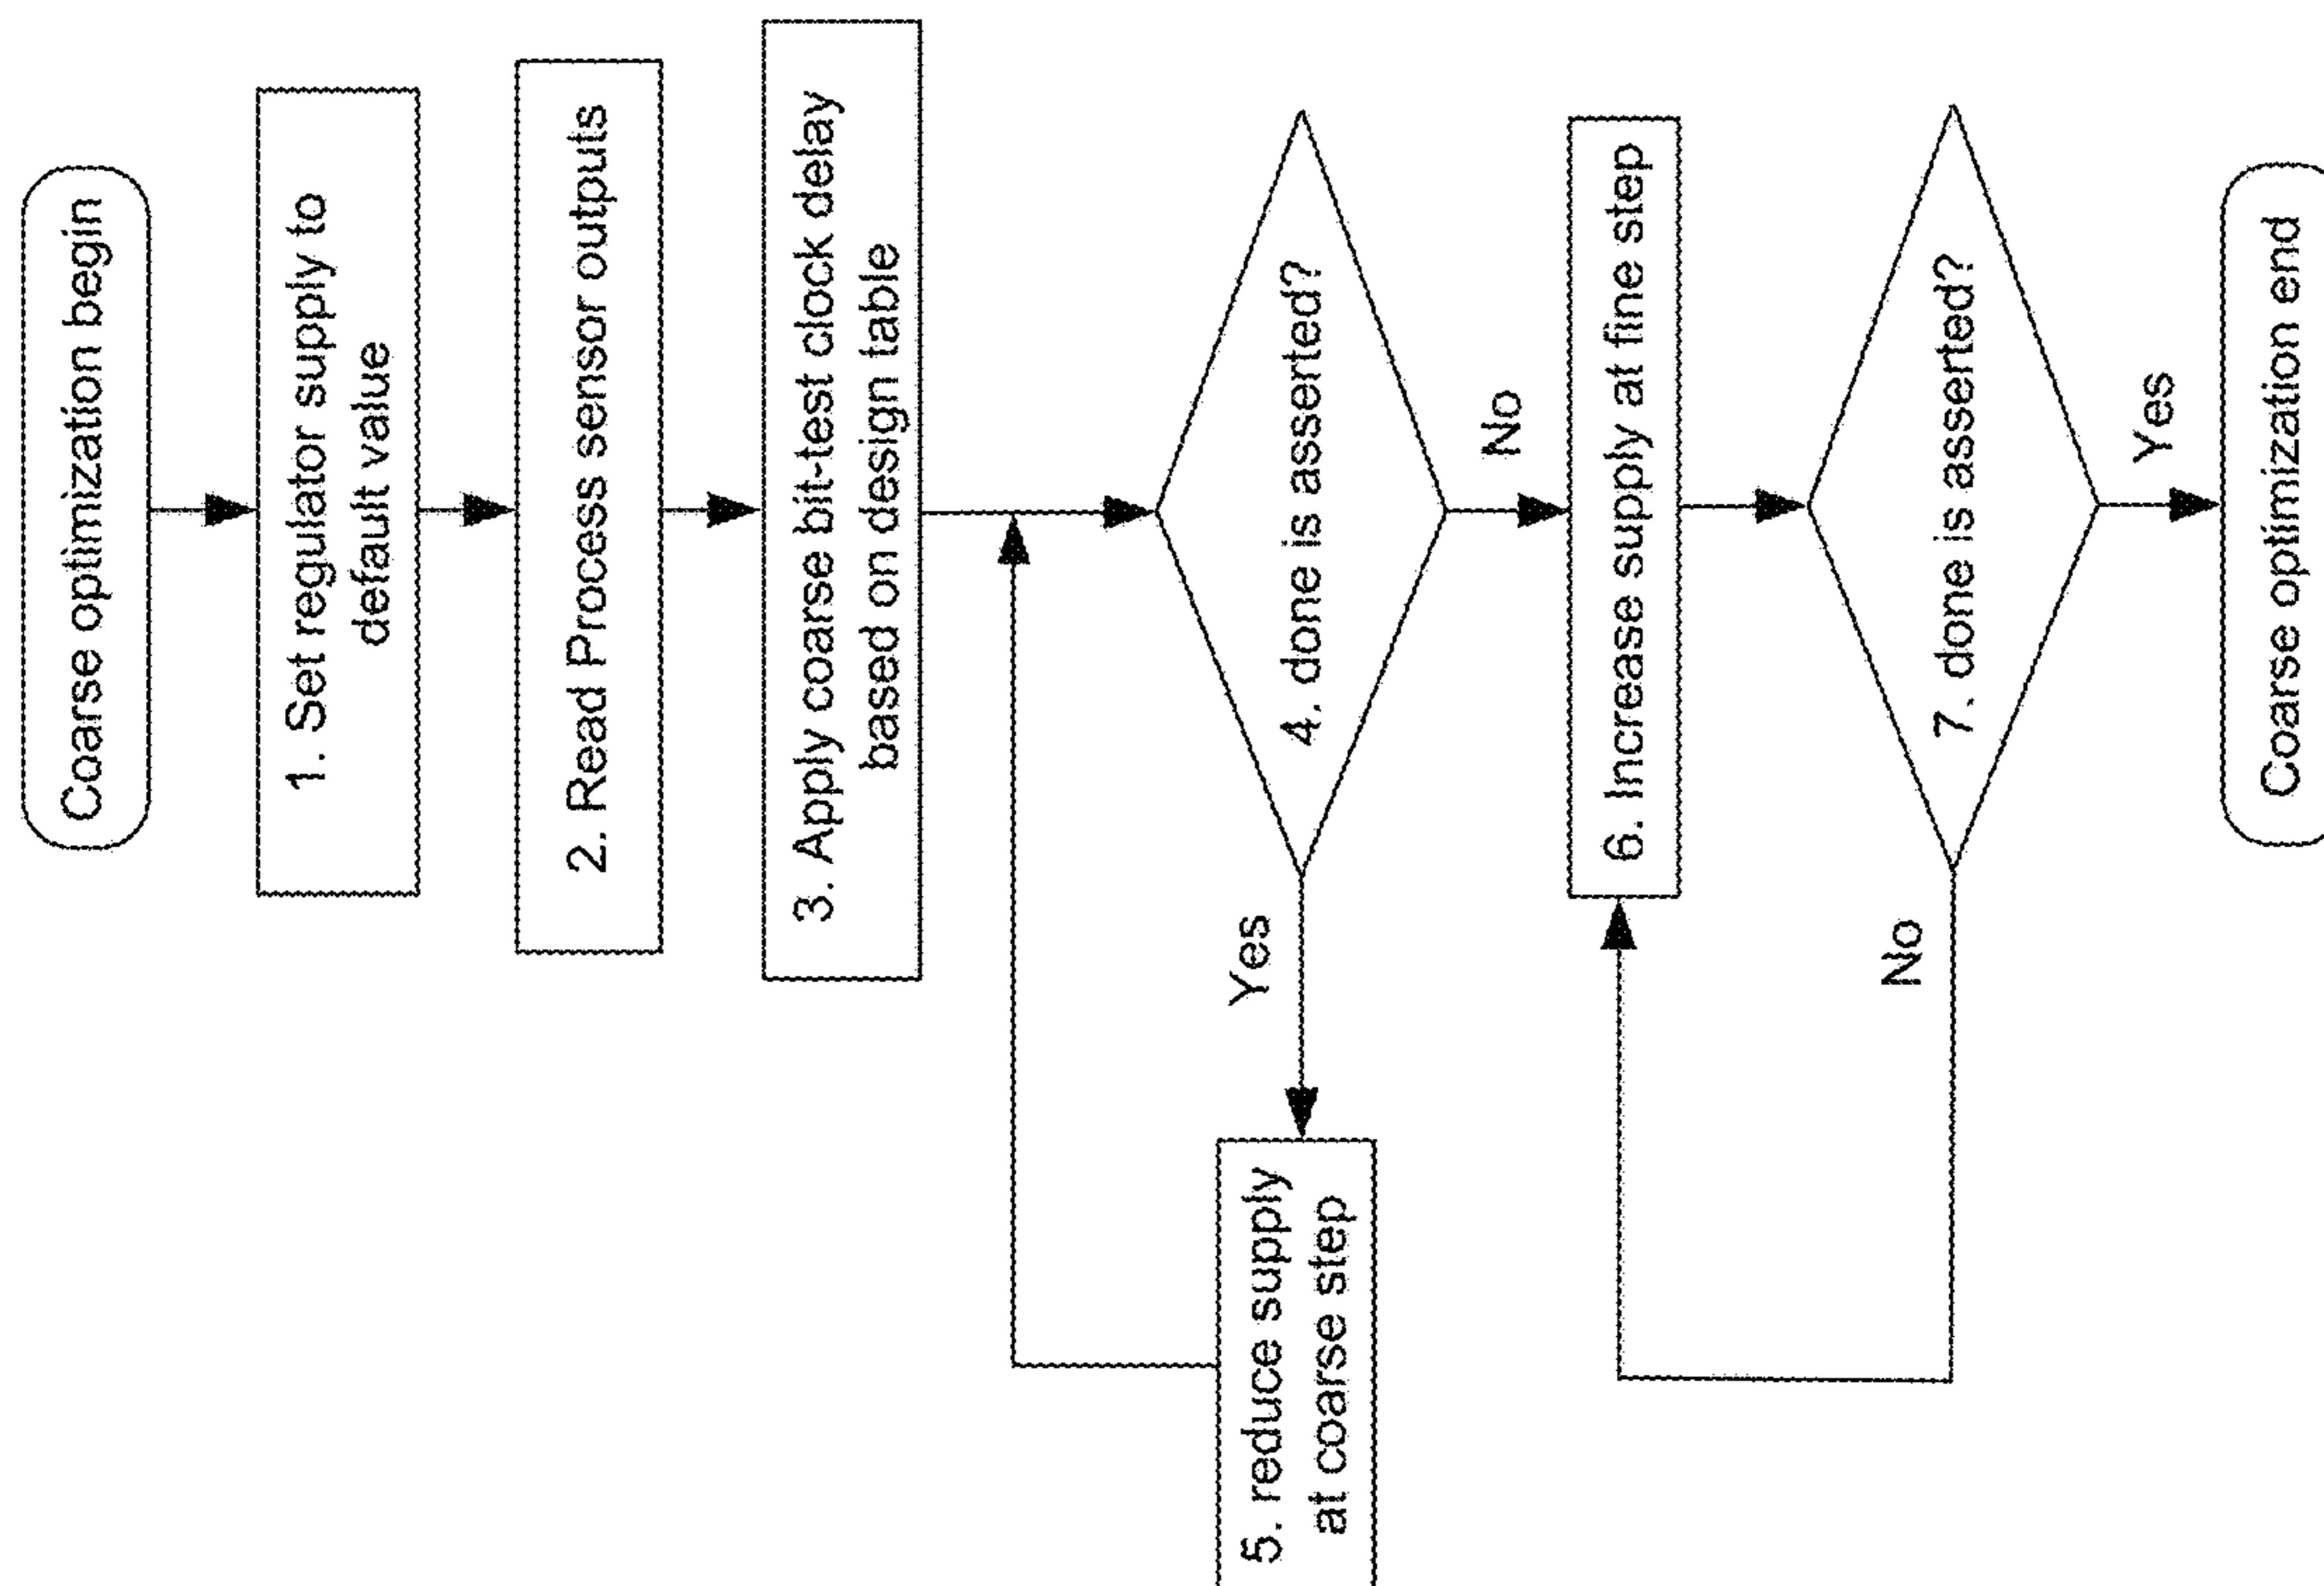 Coarse optimization begin
1. Set regulator supply to
default value
2. Read Process sensor outputs
3. Apply coarse bit-test clock delay
based on design table
4. done is asserted?
Yes
5. reduce supply
at coarse step
No
6. Increase supply at fine step
7. done is asserted?
No
Yes
Coarse optimization end